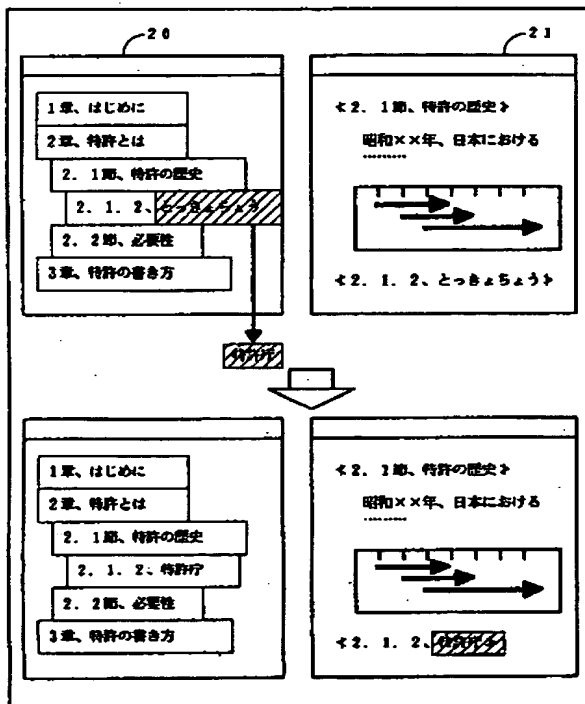 20
21
1章、はじめに
2章、特許とは
2．1節、特許の歴史
2．1．2、とっきょちょう
2．2節、必要性
3章、特許の書き方
<2．1節、特許の歴史>
昭和××年、日本における
<2．1．2、とっきょちょう>
特許庁
1章、はじめに
2章、特許とは
2．1節、特許の歴史
2．1．2、特許庁
2．2節、必要性
3章、特許の書き方
<2．1節、特許の歴史>
昭和××年、日本における
<2．1．2、特許庁>